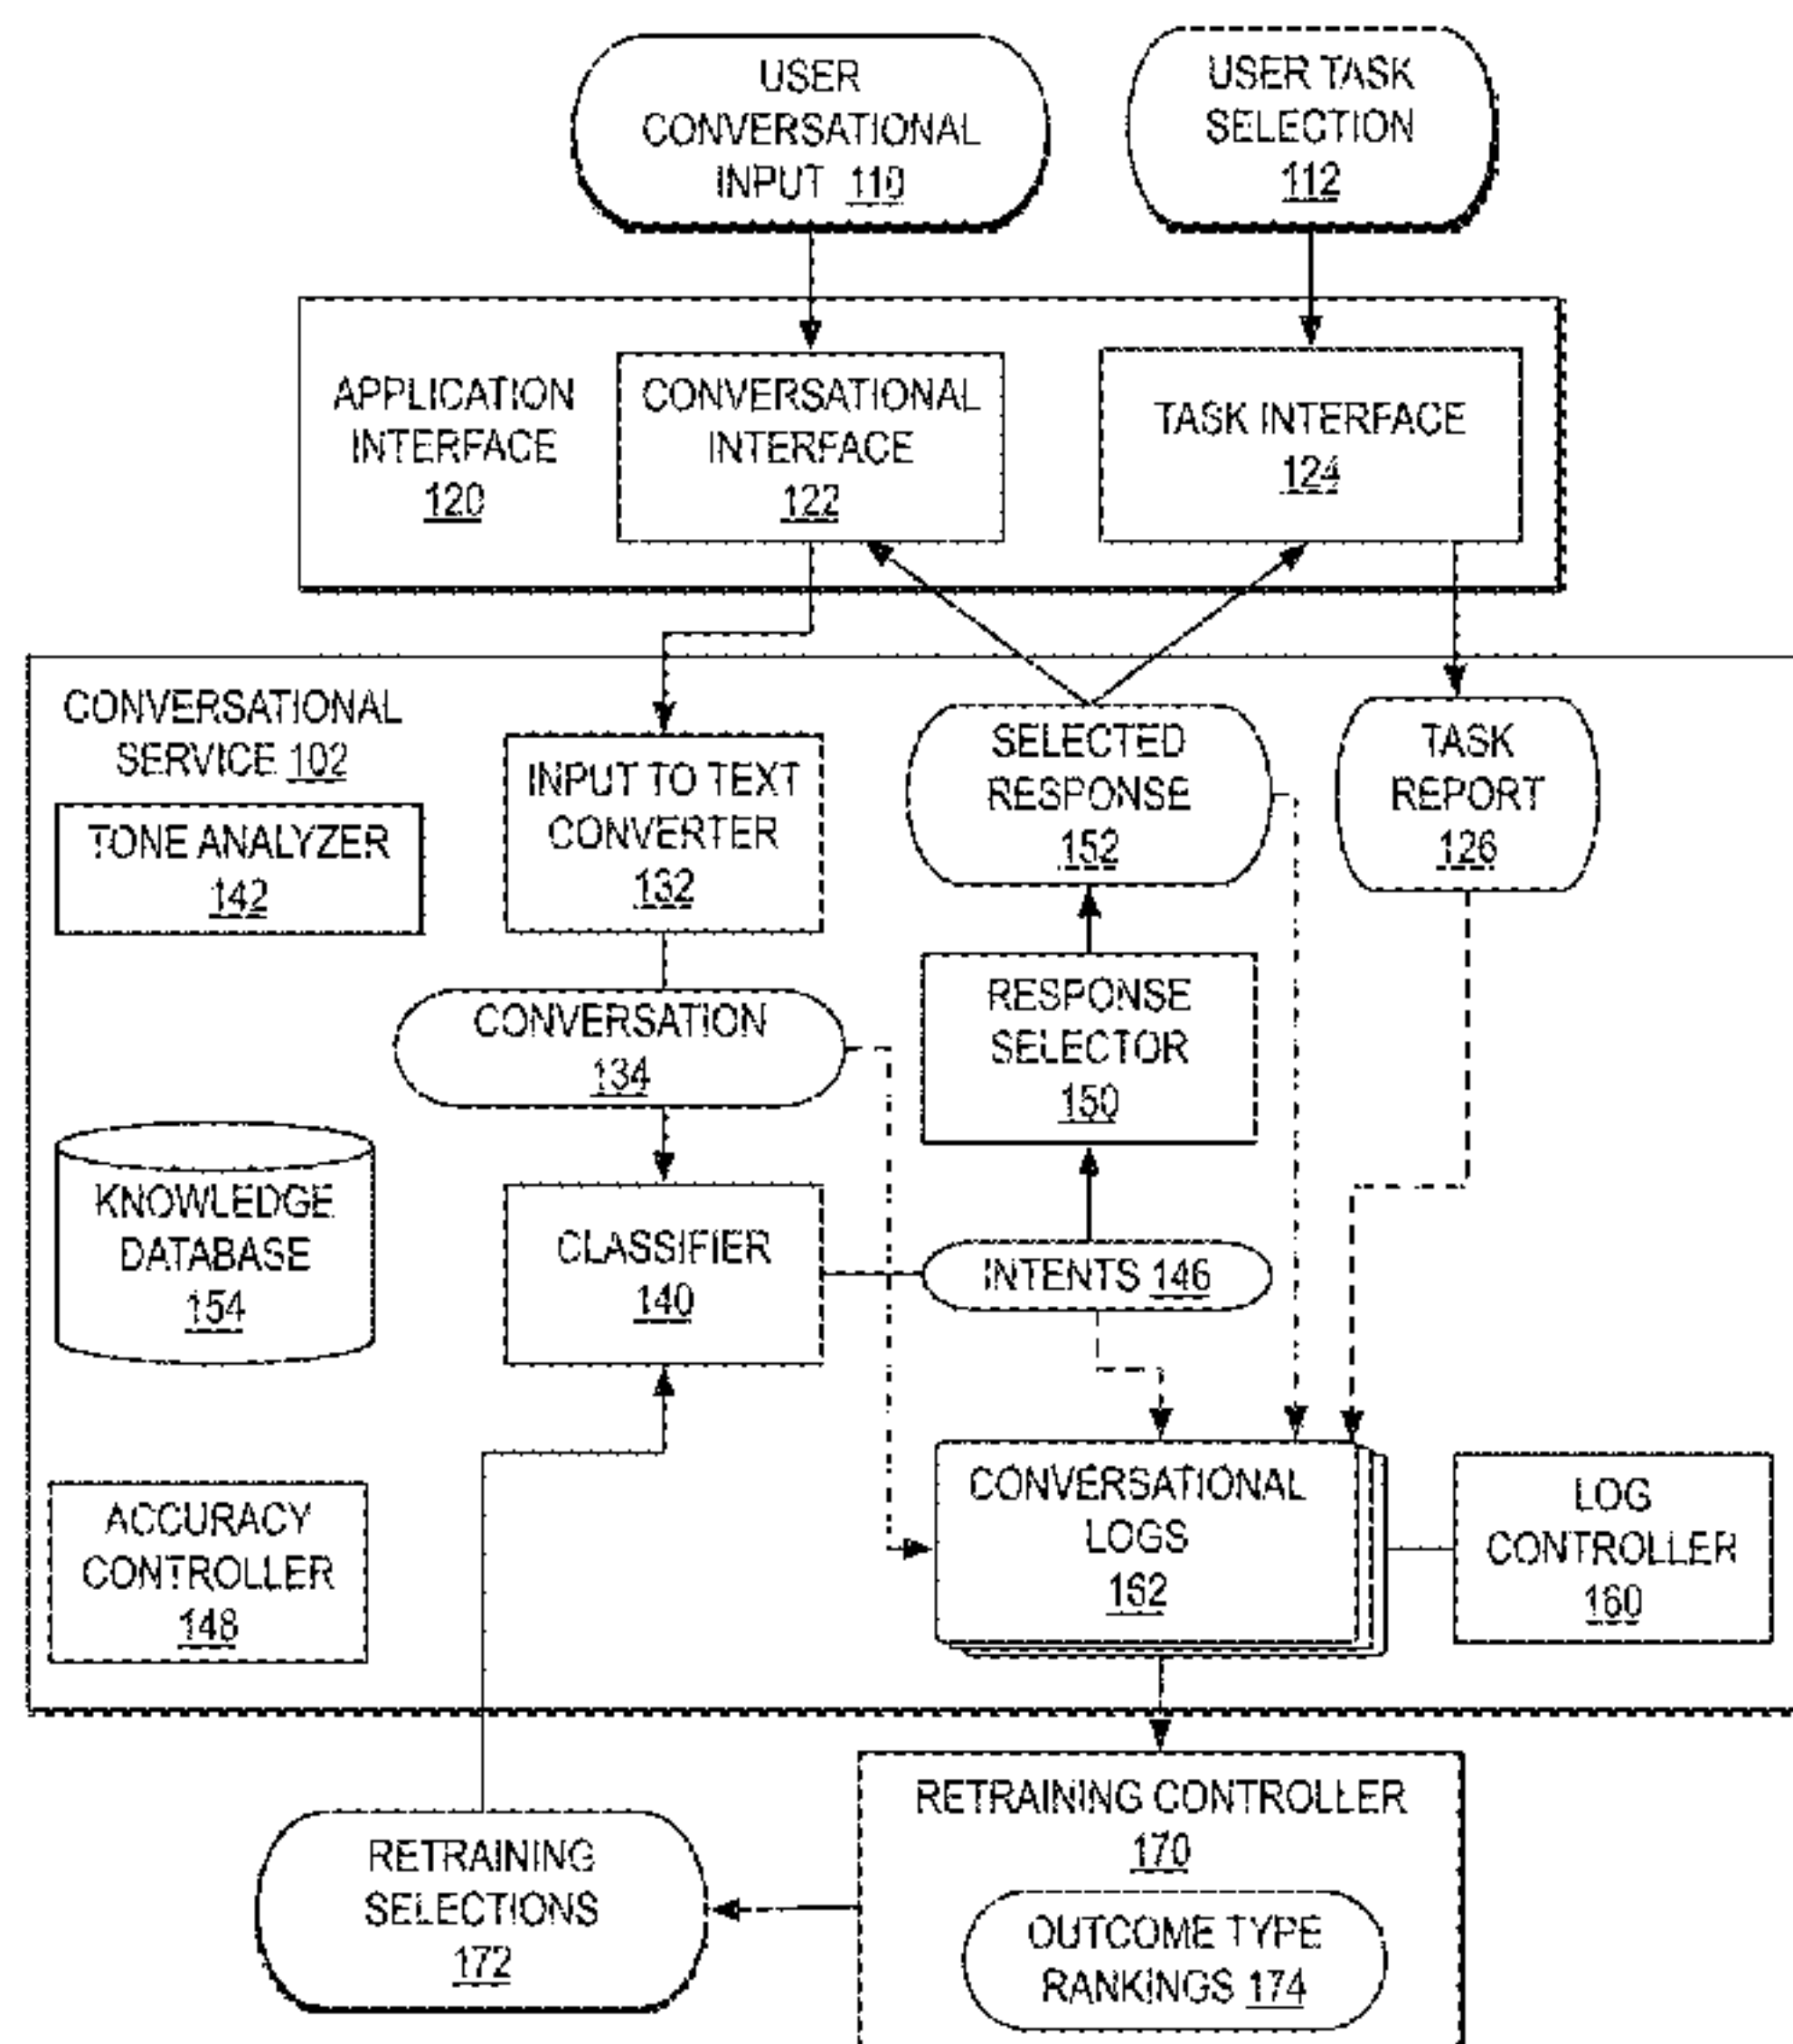 USER
CONVERSATIONAL
INPUT 110
USER TASK
SELECTION
112
APPLICATION
INTERFACE
120
CONVERSATIONAL
INTERFACE
122
TASK INTERFACE
124
CONVERSATIONAL
SERVICE 102
TONE ANALYZER
142
INPUT TO TEXT
CONVERTER
132
SELECTED
RESPONSE
152
TASK
REPORT
126
CONVERSATION
134
RESPONSE
SELECTOR
150
KNOWLEDGE
DATABASE
154
CLASSIFIER
140
INTENTS 146
ACCURACY
CONTROLLER
148
CONVERSATIONAL
LOGS
162
LOG
CONTROLLER
160
RETRAINING
SELECTIONS
172
RETRAINING CONTROLLER
170
OUTCOME TYPE
RANKINGS 174